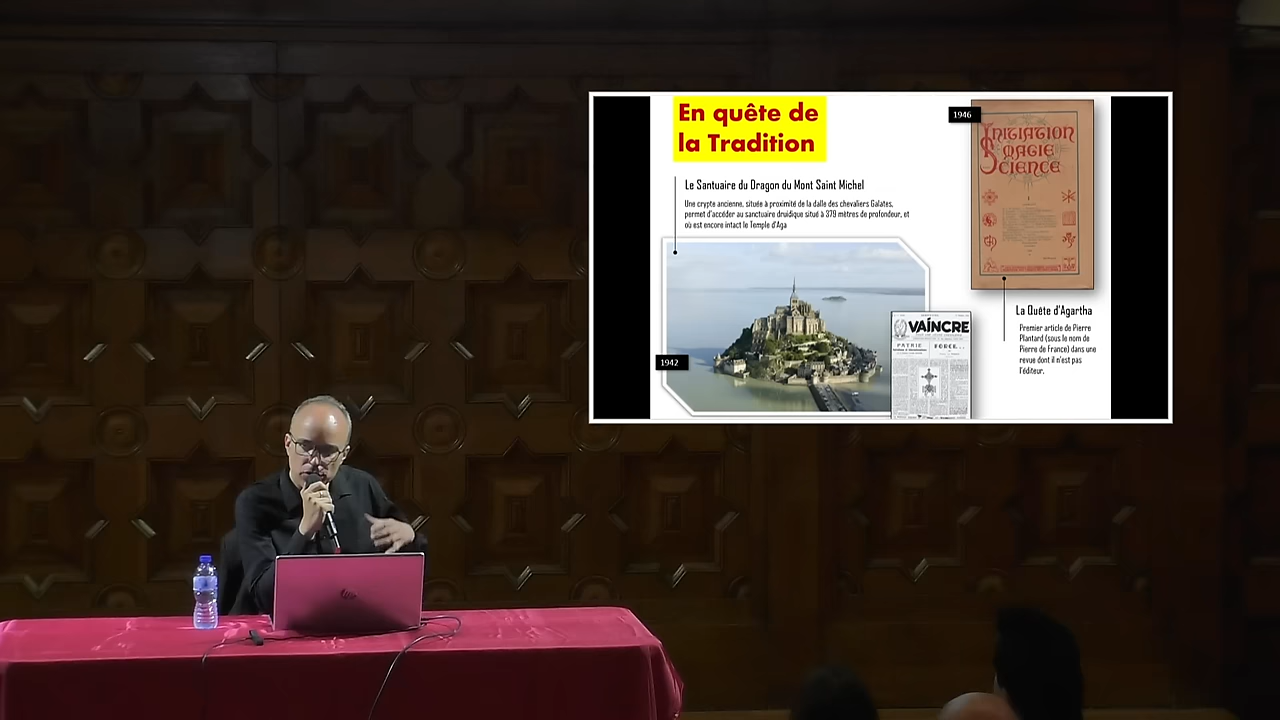 En quête de
la Tradition
Le Santuaire du Dragon du Mont Saint Michel
Une crypte ancienne, située à proximité de la dalle des chevaliers Galates,
permet d'accéder au sanctuaire druidique situé à 379 mètres de profondeur, et
où est encore intact le Temple d'Aga
1942
VAÍNCRE
PATRIE
FORCE...
1946
INITIATION
MAGIE
SCIENCE
La Quête d'Agartha
Premier article de Pierre
Plantard (sous le nom de
Pierre de France) dans une
revue dont il n'est pas
l'éditeur.
hp